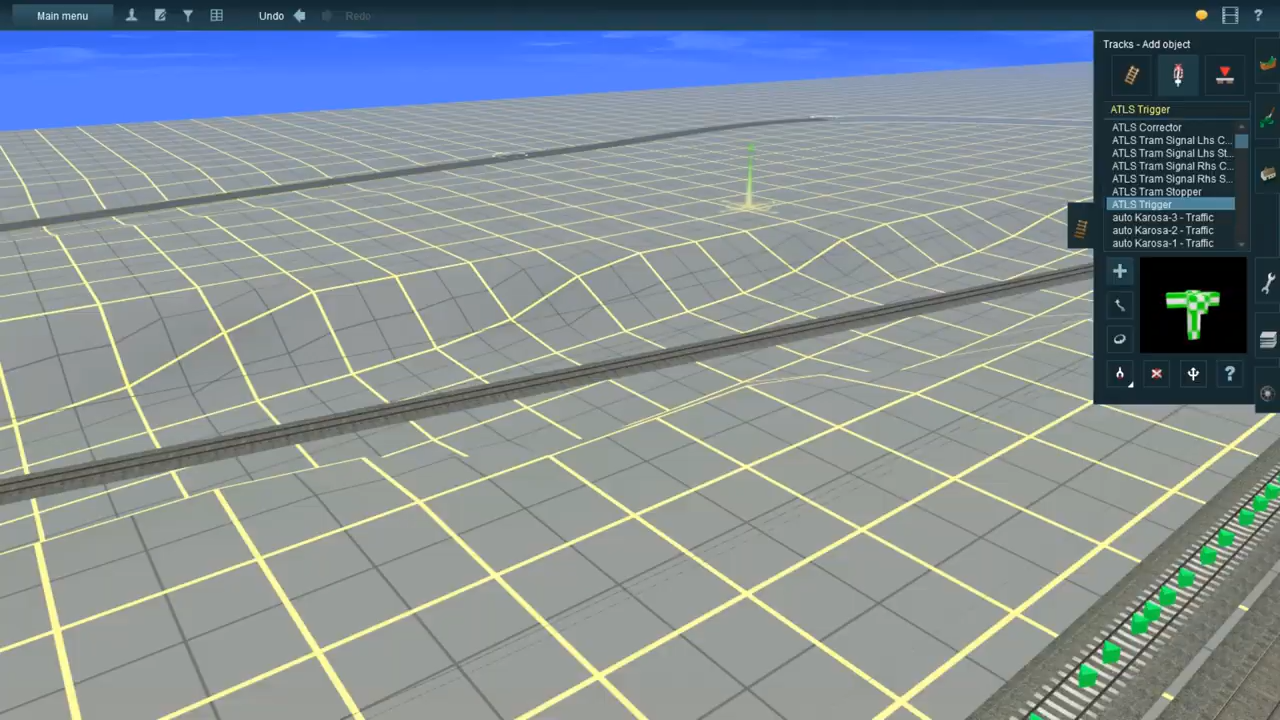 Main menu
Undo
Redo
?
Tracks - Add object
ATLS Trigger
ATLS Corrector
ATLS Tram Signal Lhs C...
ATLS Tram Signal Lhs St...
ATLS Tram Signal Rhs C...
ATLS Tram Signal Rhs S...
ATLS Tram Stopper
ATLS Trigger
auto Karosa-3 - Traffic
auto Karosa-2 - Traffic
auto Karosa-1 - Traffic
?